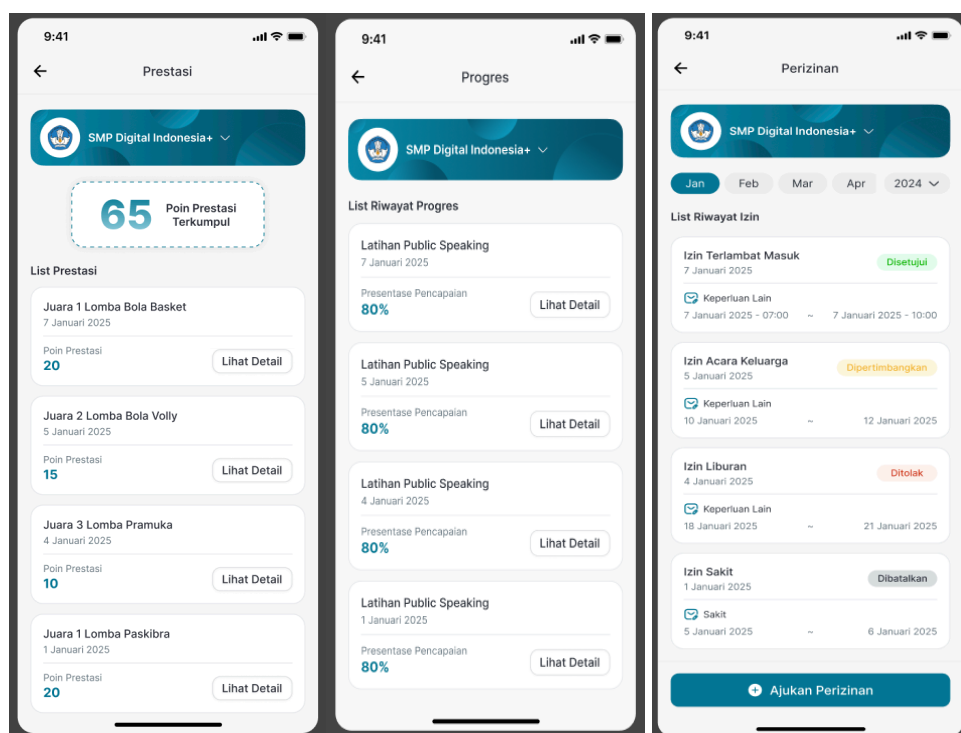 9:41
Prestasi
SMP Digital Indonesia+
65
Poin Prestasi
Terkumpul
List Prestasi
Juara 1 Lomba Bola Basket
7 Januari 2025
Poin Prestasi
20
Lihat Detail
Juara 2 Lomba Bola Volly
5 Januari 2025
Poin Prestasi
15
Lihat Detail
Juara 3 Lomba Pramuka
4 Januari 2025
Poin Prestasi
10
Lihat Detail
Juara 1 Lomba Paskibra
1 Januari 2025
Poin Prestasi
20
Lihat Detail
9:41
Progres
SMP Digital Indonesia+
List Riwayat Progres
Latihan Public Speaking
7 Januari 2025
Presentase Pencapaian
80%
Lihat Detail
Latihan Public Speaking
5 Januari 2025
Presentase Pencapaian
80%
Lihat Detail
Latihan Public Speaking
4 Januari 2025
Presentase Pencapaian
80%
Lihat Detail
Latihan Public Speaking
1 Januari 2025
Presentase Pencapaian
80%
Lihat Detail
9:41
Perizinan
SMP Digital Indonesia+
Jan Feb Mar Apr 2024
List Riwayat Izin
Izin Terlambat Masuk
7 Januari 2025
Disetujui
Keperluan Lain
7 Januari 2025 - 07:00 ~ 7 Januari 2025 - 10:00
Izin Acara Keluarga
5 Januari 2025
Dipertimbangkan
Keperluan Lain
10 Januari 2025 ~ 12 Januari 2025
Izin Liburan
4 Januari 2025
Ditolak
Keperluan Lain
18 Januari 2025 ~ 21 Januari 2025
Izin Sakit
1 Januari 2025
Dibatalkan
Sakit
5 Januari 2025 ~ 6 Januari 2025
Ajukan Perizinan